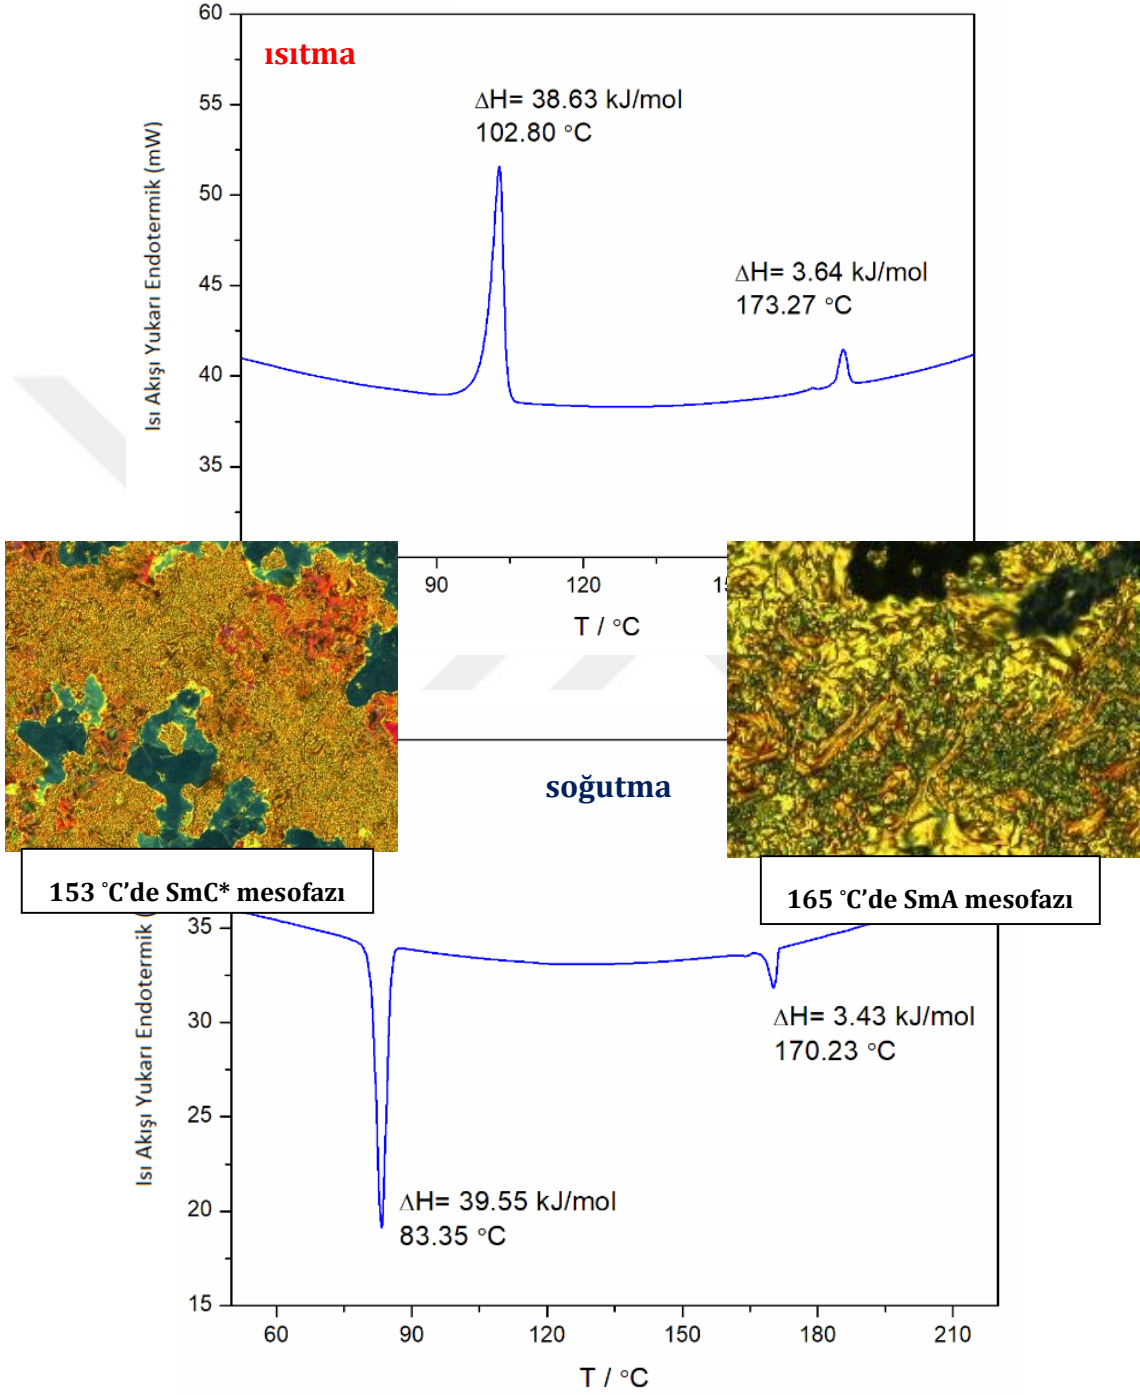 60
ısıtma
ΔH= 38.63 kJ/mol
102.80 °C
55
50
ΔH= 3.64 kJ/mol
173.27 °C
45
40
35
Isı Akışı Yukarı Endotermik (mW)
90
120
T / °C
soğutma
153 °C’de SmC* mesofazı
165 °C’de SmA mesofazı
35
ΔH= 3.43 kJ/mol
170.23 °C
30
25
ΔH= 39.55 kJ/mol
83.35 °C
20
15
Isı Akışı Yukarı Endotermik
60
90
120
150
180
210
T / °C